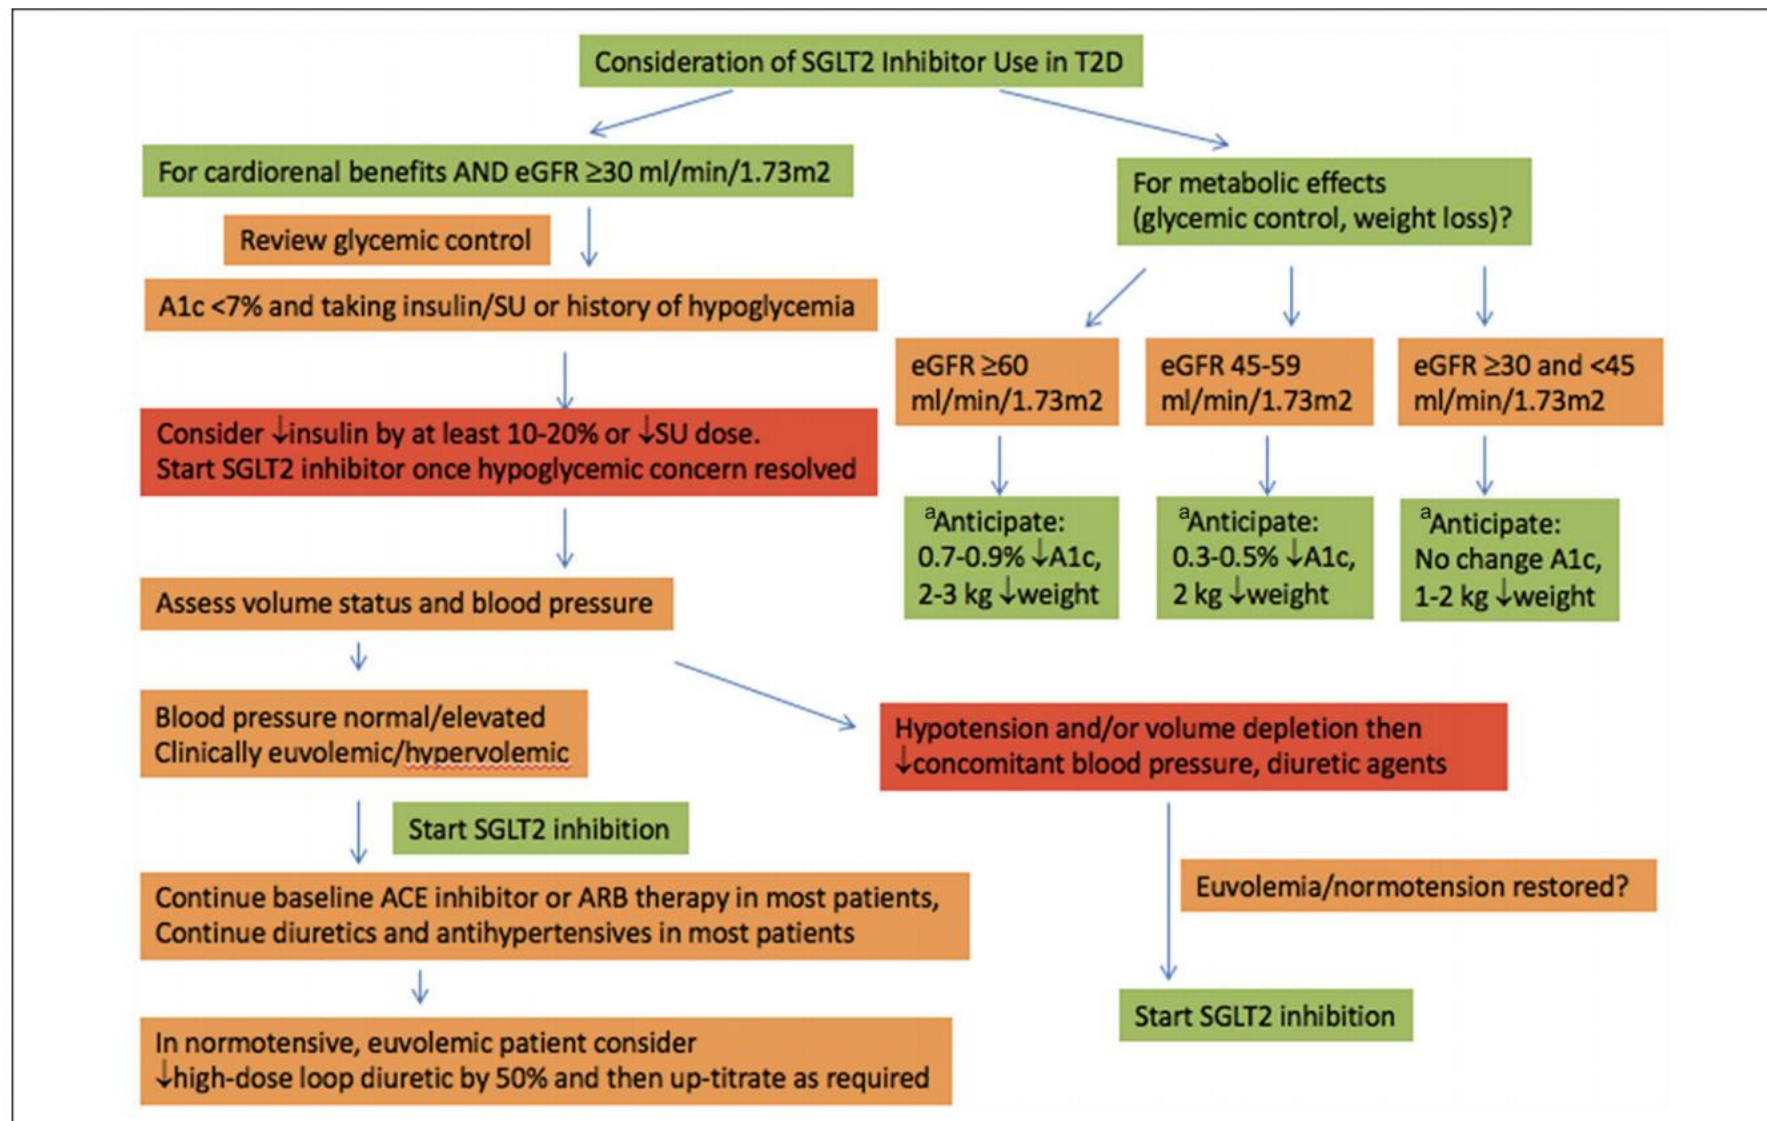 Consideration of SGLT2 Inhibitor Use in T2D
For cardiorenal benefits AND eGFR ≥30 ml/min/1.73m2
Review glycemic control
A1c <7% and taking insulin/SU or history of hypoglycemia
Consider ↓insulin by at least 10-20% or ↓SU dose.
Start SGLT2 inhibitor once hypoglycemic concern resolved
Assess volume status and blood pressure
Blood pressure normal/elevated
Clinically euvolemic/hypervolemic
Start SGLT2 inhibition
Continue baseline ACE inhibitor or ARB therapy in most patients,
Continue diuretics and antihypertensives in most patients
In normotensive, euvolemic patient consider
↓high-dose loop diuretic by 50% and then up-titrate as required
For metabolic effects
(glycemic control, weight loss)?
eGFR ≥60
ml/min/1.73m2
aAnticipate:
0.7-0.9% ↓A1c,
2-3 kg ↓weight
eGFR 45-59
ml/min/1.73m2
aAnticipate:
0.3-0.5% ↓A1c,
2 kg ↓weight
eGFR ≥30 and <45
ml/min/1.73m2
aAnticipate:
No change A1c,
1-2 kg ↓weight
Hypotension and/or volume depletion then
↓concomitant blood pressure, diuretic agents
Euvolemia/normotension restored?
Start SGLT2 inhibition